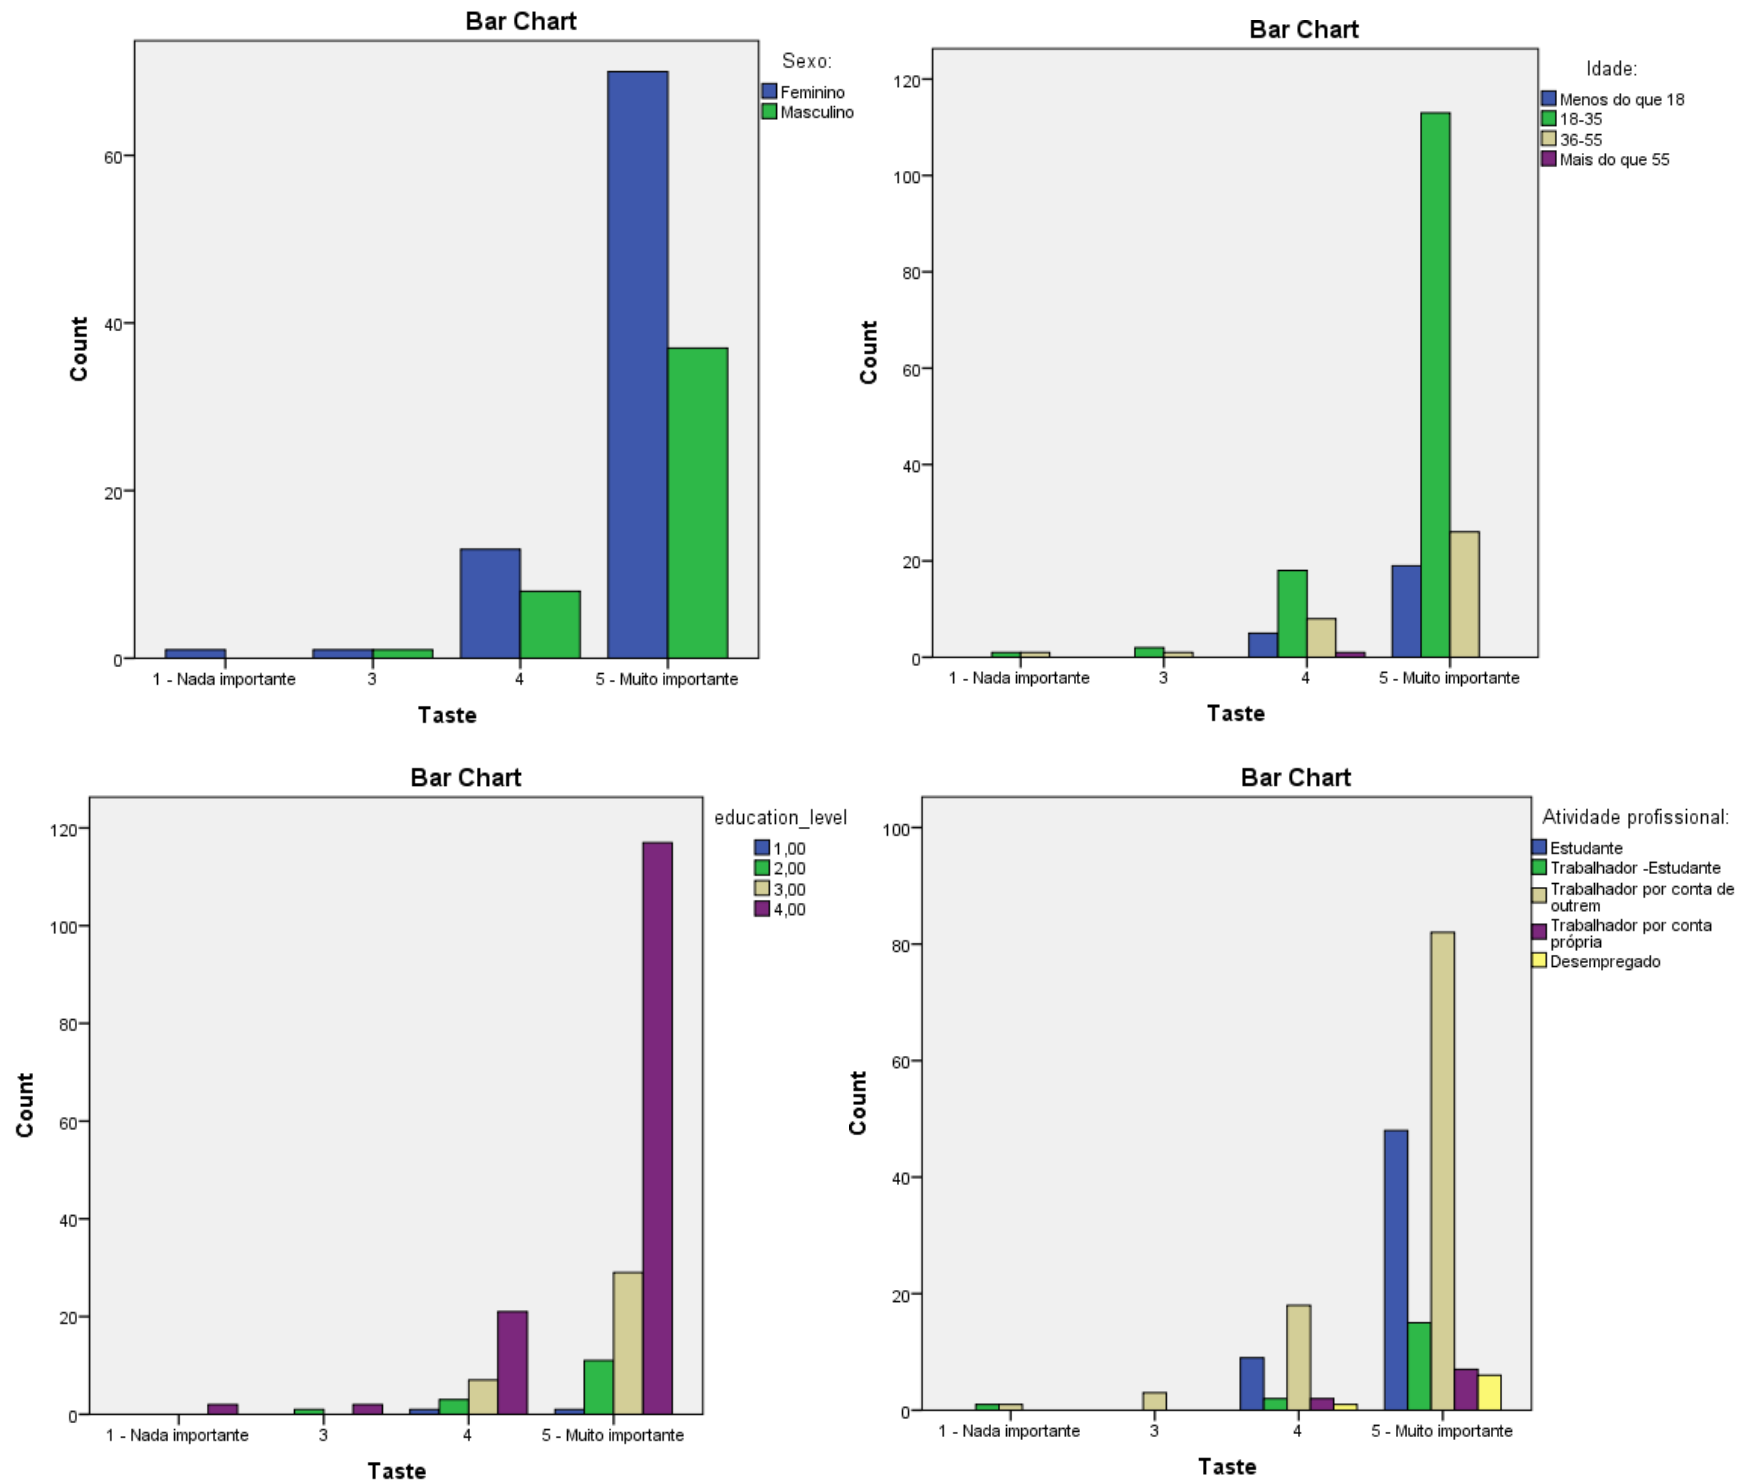 Bar Chart
Sexo:
Feminino
Masculino
60
40
20
0
Count
1 - Nada importante
3
4
5 - Muito importante
Taste
Bar Chart
Idade:
Menos do que 18
18-35
36-55
Mais do que 55
120
100
80
60
40
20
0
Count
1 - Nada importante
3
4
5 - Muito importante
Taste
Bar Chart
education_level
1,00
2,00
3,00
4,00
120
100
80
60
40
20
0
Count
1 - Nada importante
3
4
5 - Muito importante
Taste
Bar Chart
Atividade profissional:
Estudante
Trabalhador -Estudante
Trabalhador por conta de
outrem
Trabalhador por conta
própria
Desempregado
100
80
60
40
20
0
Count
1 - Nada importante
3
4
5 - Muito importante
Taste